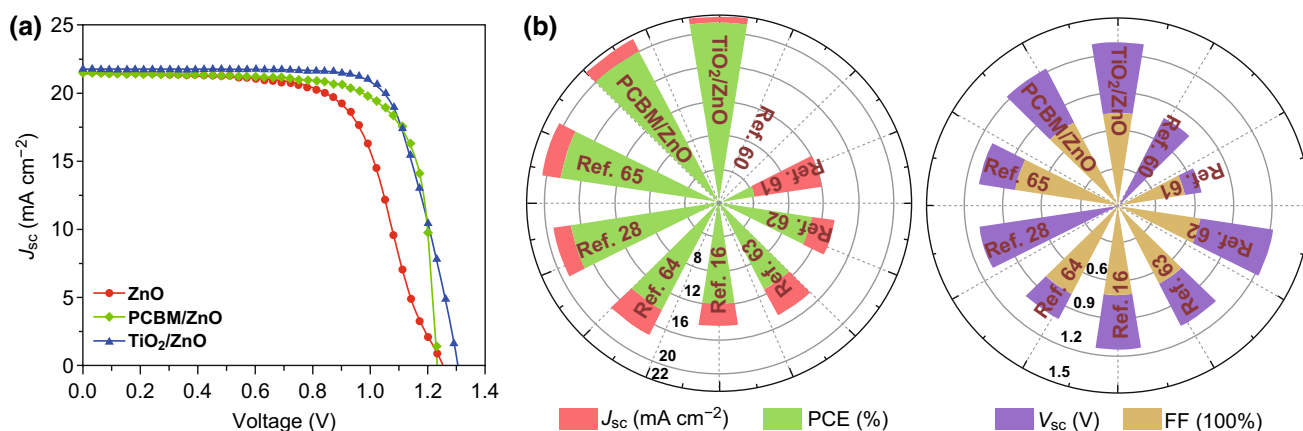 (a)
25
20
15
10
5
0
J_sc (mA cm⁻²)
ZnO
PCBM/ZnO
TiO₂/ZnO
0.0 0.2 0.4 0.6 0.8 1.0 1.2 1.4
Voltage (V)
(b)
TiO₂/ZnO
PCBM/ZnO
Ref. 65
Ref. 28
Ref. 64
Ref. 16
Ref. 63
Ref. 62
Ref. 61
Ref. 60
8
12
16
20
22
J_sc (mA cm⁻²) PCE (%)
TiO₂/ZnO
PCBM/ZnO
Ref. 65
Ref. 28
Ref. 64
Ref. 16
Ref. 63
Ref. 62
Ref. 61
Ref. 60
0.6
0.9
1.2
1.5
V_sc (V) FF (100%)